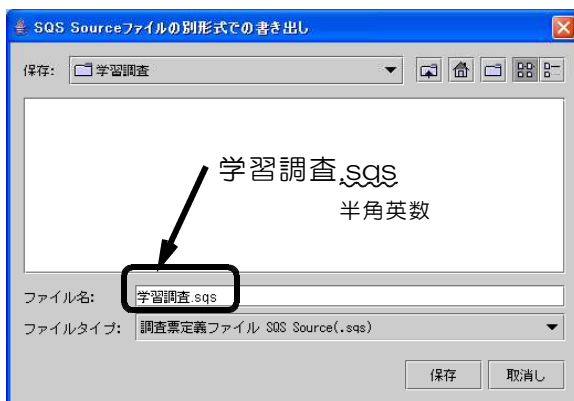 SQS Sourceファイルの別形式での書き出し
保存: 学習調査
学習調査.sqs
半角英数
ファイル名: 学習調査.sqs
ファイルタイプ: 調査票定義ファイル SQS Source(.sqs)
保存 取消し